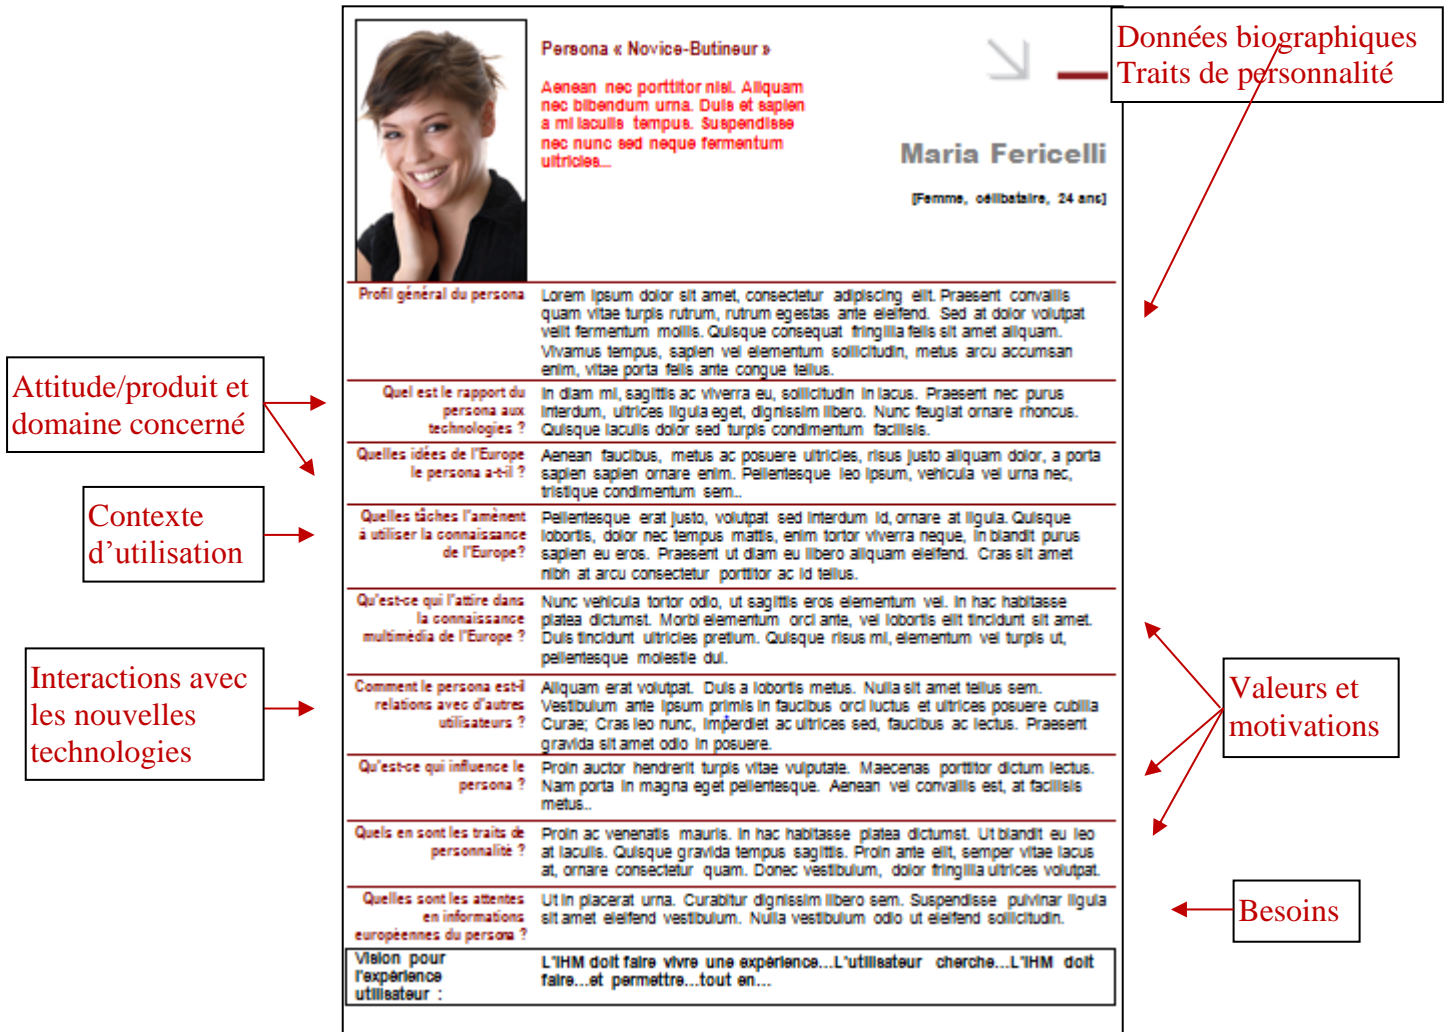 Données biographiques
Traits de personnalité
Persona « Novice-Butineur »
Aenean nec porttitor nisl. Aliquam
nec bibendum urna. Duis et sapien
a mi iaculis tempus. Suspendisse
nec nunc sed neque fermentum
ultricies...
Maria Fericelli
[Femme, célibataire, 24 ans]
Profil général du persona
Lorem ipsum dolor sit amet, consectetur adipiscing elit. Praesent convallis
quam vitae turpis rutrum, rutrum egestas ante eleifend. Sed at dolor volutpat
velit fermentum mollis. Quisque consequat fringilla felis sit amet aliquam.
Vivamus tempus, sapien vel elementum sollicitudin, metus arcu accumsan
enim, vitae porta felis ante congue tellus.
Attitude/produit et
domaine concerné
Quel est le rapport du
persona aux
technologies ?
In diam mi, sagittis ac viverra eu, sollicitudin in lacus. Praesent nec purus
interdum, ultrices ligula eget, dignissim libero. Nunc feugiat ornare rhoncus.
Quisque iaculis dolor sed turpis condimentum facilisis.
Quelles idées de l'Europe
le persona a-t-il ?
Aenean faucibus, metus ac posuere ultricies, risus justo aliquam dolor, a porta
sapien sapien ornare enim. Pellentesque leo ipsum, vehicula vel urna nec,
tristique condimentum sem..
Contexte
d’utilisation
Quelles tâches l'amènent
à utiliser la connaissance
de l'Europe?
Pellentesque erat justo, volutpat sed interdum id, ornare at ligula. Quisque
lobortis, dolor nec tempus mattis, enim tortor viverra neque, in blandit purus
sapien eu eros. Praesent ut diam eu libero aliquam eleifend. Cras sit amet
nibh at arcu consectetur porttitor ac id tellus.
Qu'est-ce qui l'attire dans
la connaissance
multimédia de l'Europe ?
Nunc vehicula tortor odio, ut sagittis eros elementum vel. In hac habitasse
platea dictumst. Morbi elementum orci ante, vel lobortis elit tincidunt sit amet.
Duis tincidunt ultricies pretium. Quisque risus mi, elementum vel turpis ut,
pellentesque molestie dui.
Interactions avec
les nouvelles
technologies
Comment le persona est-il
relations avec d'autres
utilisateurs ?
Aliquam erat volutpat. Duis a lobortis metus. Nulla sit amet tellus sem.
Vestibulum ante ipsum primis in faucibus orci luctus et ultrices posuere cubilia
Curae; Cras leo nunc, imperdiet ac ultrices sed, faucibus ac lectus. Praesent
gravida sit amet odio in posuere.
Valeurs et
motivations
Qu'est-ce qui influence le
persona ?
Proin auctor hendrerit turpis vitae vulputate. Maecenas porttitor dictum lectus.
Nam porta in magna eget pellentesque. Aenean vel convallis est, at facilisis
metus..
Quels en sont les traits de
personnalité ?
Proin ac venenatis mauris. In hac habitasse platea dictumst. Ut blandit eu leo
at iaculis. Quisque gravida tempus sagittis. Proin ante elit, semper vitae lacus
at, ornare consectetur quam. Donec vestibulum, dolor fringilla ultrices volutpat.
Quelles sont les attentes
en informations
européennes du persona ?
Ut in placerat urna. Curabitur dignissim libero sem. Suspendisse pulvinar ligula
sit amet eleifend vestibulum. Nulla vestibulum odio ut eleifend sollicitudin.
Besoins
Vision pour
l'expérience
utilisateur :
L'IHM doit faire vivre une expérience...L'utilisateur cherche...L'IHM doit
faire...et permettre...tout en...